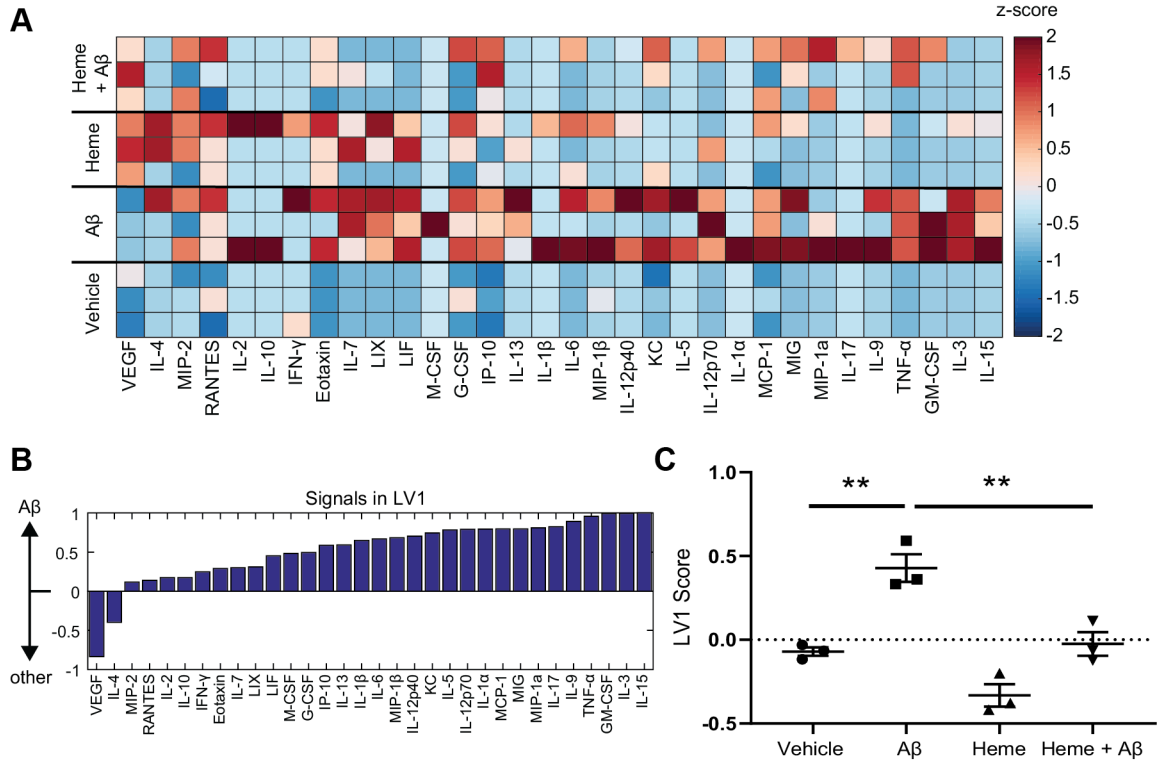 A
z-score
Heme + Aβ
Heme
Aβ
Vehicle
2
1.5
1
0.5
0
-0.5
-1
-1.5
-2
VEGF
IL-4
MIP-2
RANTES
IL-2
IL-10
IFN-γ
Eotaxin
IL-7
LIX
LIF
M-CSF
G-CSF
IP-10
IL-13
IL-1β
IL-6
MIP-1β
IL-12p40
KC
IL-5
IL-12p70
IL-1α
MCP-1
MIG
MIP-1a
IL-17
IL-9
TNF-α
GM-CSF
IL-3
IL-15
B
Signals in LV1
Aβ
other
1
0.5
0
-0.5
-1
VEGF
IL-4
MIP-2
RANTES
IL-2
IL-10
IFN-γ
Eotaxin
IL-7
LIX
LIF
M-CSF
G-CSF
IP-10
IL-13
IL-1β
IL-6
MIP-1β
IL-12p40
KC
IL-5
IL-12p70
IL-1α
MCP-1
MIG
MIP-1a
IL-17
IL-9
TNF-α
GM-CSF
IL-3
IL-15
C
LV1 Score
1.0
0.5
0.0
-0.5
**
**
Vehicle
Aβ
Heme
Heme + Aβ